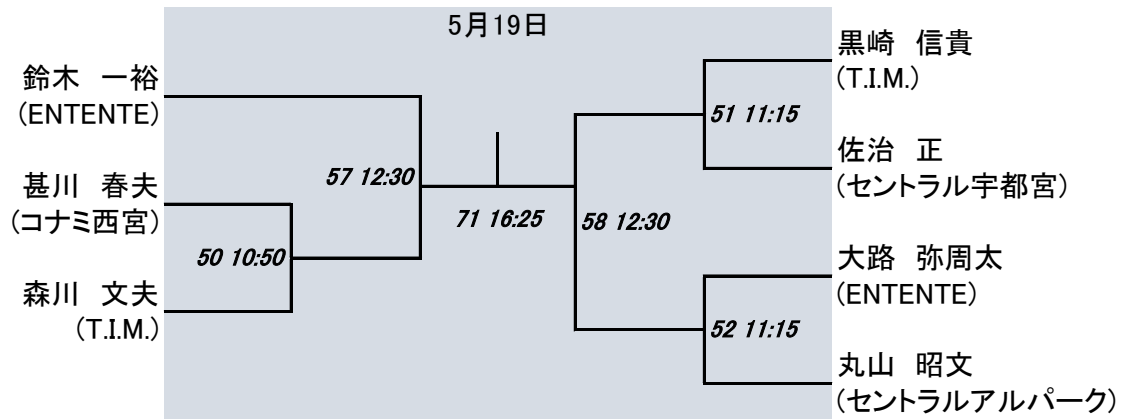 5月19日
鈴木　一裕
(ENTENTE)
甚川　春夫
(コナミ西宮)
森川　文夫
(T.I.M.)
57 12:30
50 10:50
71 16:25
58 12:30
51 11:15
52 11:15
黒崎　信貴
(T.I.M.)
佐治　正
(セントラル宇都宮)
大路　弥周太
(ENTENTE)
丸山　昭文
(セントラルアルパーク)